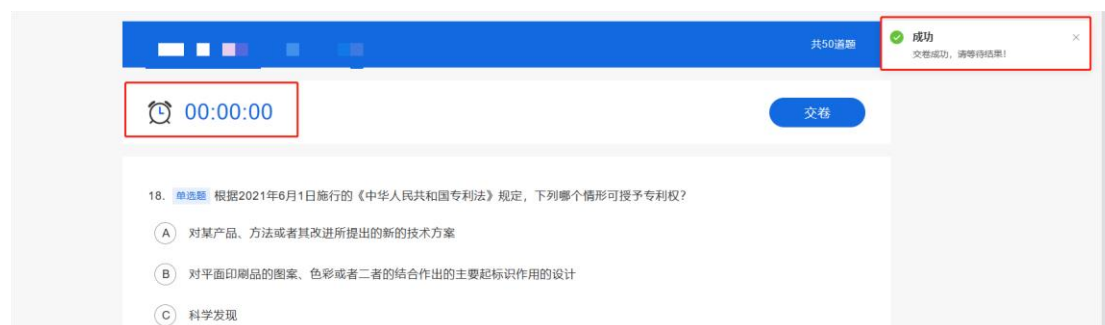 共50道题
成功
交卷成功，请等待结果！
00:00:00
交卷
18. 单选题 根据2021年6月1日施行的《中华人民共和国专利法》规定，下列哪个情形可授予专利权？
A 对某产品、方法或者其改进所提出的新的技术方案
B 对平面印刷品的图案、色彩或者二者的结合作出的主要起标识作用的设计
C 科学发现